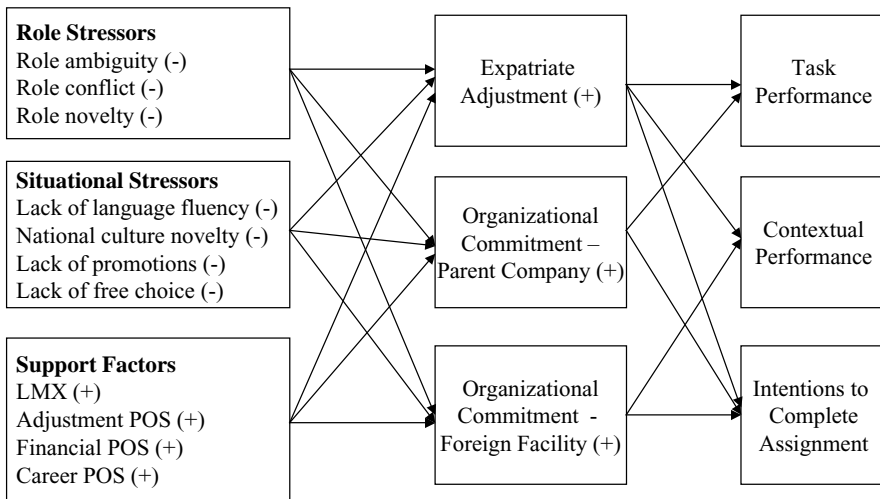 Role Stressors
Role ambiguity (-)
Role conflict (-)
Role novelty (-)
Situational Stressors
Lack of language fluency (-)
National culture novelty (-)
Lack of promotions (-)
Lack of free choice (-)
Support Factors
LMX (+)
Adjustment POS (+)
Financial POS (+)
Career POS (+)
Expatriate
Adjustment (+)
Organizational
Commitment –
Parent Company (+)
Organizational
Commitment -
Foreign Facility (+)
Task
Performance
Contextual
Performance
Intentions to
Complete
Assignment